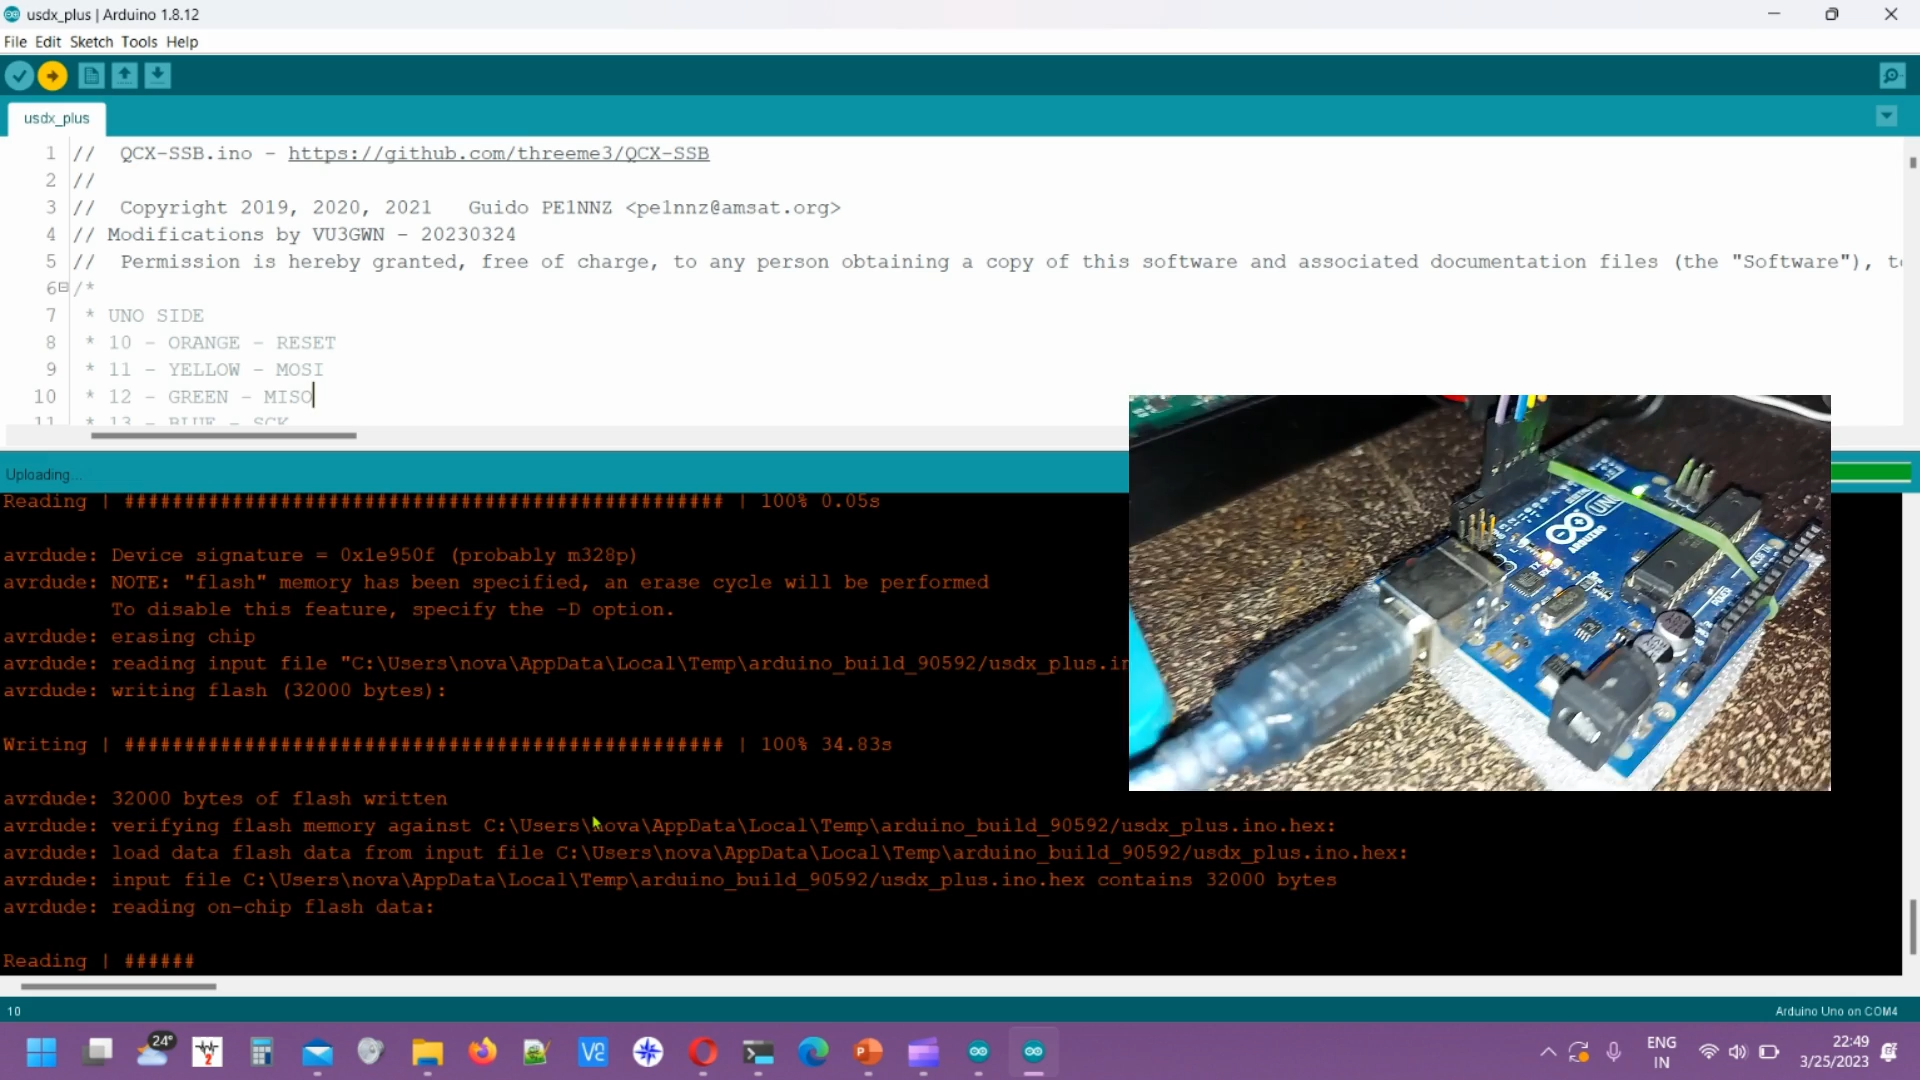 usdx_plus | Arduino 1.8.12
File Edit Sketch Tools Help
usdx_plus
1 // QCX-SSB.ino - https://github.com/threeme3/QCX-SSB
2 //
3 // Copyright 2019, 2020, 2021 Guido PE1NNZ <pe1nnz@amsat.org>
4 // Modifications by VU3GWN - 20230324
5 // Permission is hereby granted, free of charge, to any person obtaining a copy of this software and associated documentation files (the "Software"), t
6 /*
7 * UNO SIDE
8 * 10 - ORANGE - RESET
9 * 11 - YELLOW - MOSI
10 * 12 - GREEN - MISO
11 * 13 - BLUE - SCK
Uploading...
Reading | ################################################## | 100% 0.05s
avrdude: Device signature = 0x1e950f (probably m328p)
avrdude: NOTE: "flash" memory has been specified, an erase cycle will be performed
To disable this feature, specify the -D option.
avrdude: erasing chip
avrdude: reading input file "C:\Users\nova\AppData\Local\Temp\arduino_build_90592/usdx_plus.in
avrdude: writing flash (32000 bytes):
Writing | ################################################## | 100% 34.83s
avrdude: 32000 bytes of flash written
avrdude: verifying flash memory against C:\Users\nova\AppData\Local\Temp\arduino_build_90592/usdx_plus.ino.hex:
avrdude: load data flash data from input file C:\Users\nova\AppData\Local\Temp\arduino_build_90592/usdx_plus.ino.hex:
avrdude: input file C:\Users\nova\AppData\Local\Temp\arduino_build_90592/usdx_plus.ino.hex contains 32000 bytes
avrdude: reading on-chip flash data:
Reading | ######
ARDUINO
UNO
POWER
10
Arduino Uno on COM4
24°
ENG
IN
22:49
3/25/2023